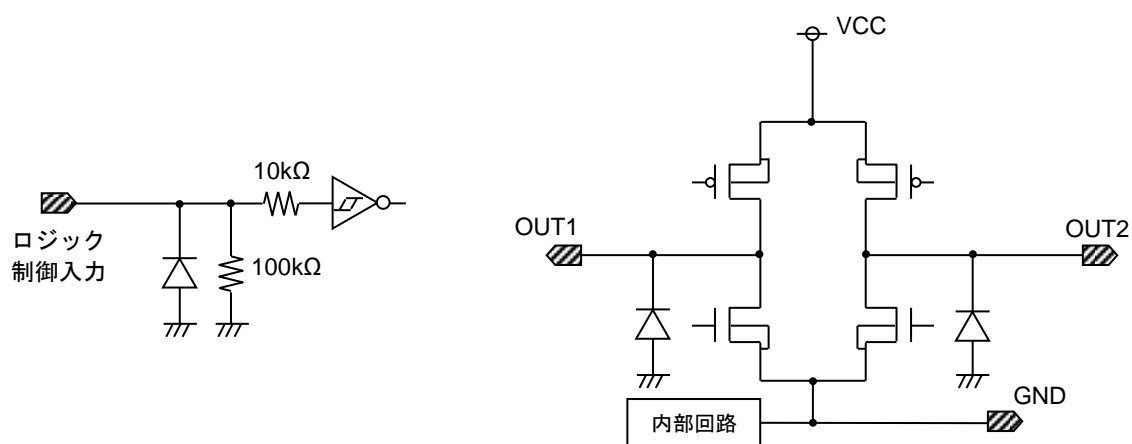 VCC
10kΩ
ロジック
制御入力
100kΩ
OUT1
OUT2
GND
内部回路